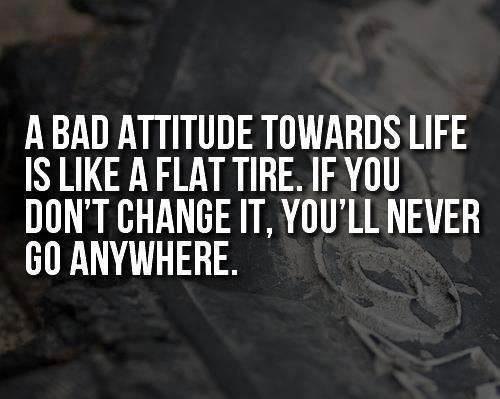 A BAD ATTITUDE TOWARDS LIFE
IS LIKE A FLAT TIRE. IF YOU
DON'T CHANGE IT, YOU'LL NEVER
GO ANYWHERE.